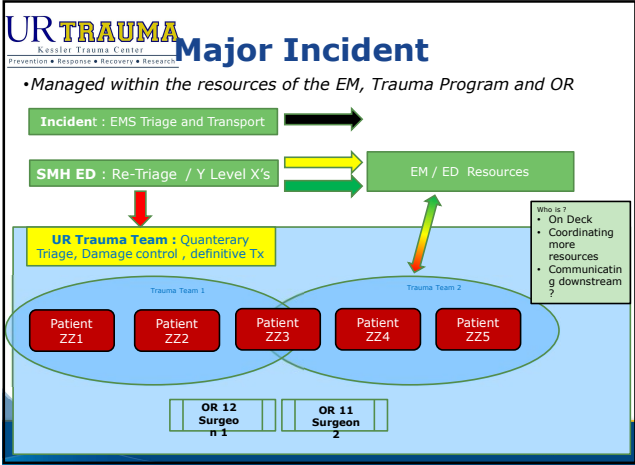 UR TRAUMA
Kessler Trauma Center
Prevention • Response • Recovery • Research
Major Incident
•Managed within the resources of the EM, Trauma Program and OR
Incident : EMS Triage and Transport
SMH ED : Re-Triage / Y Level X's
EM / ED Resources
UR Trauma Team : Quanterary
Triage, Damage control , definitive Tx
Who is ?
• On Deck
• Coordinating
more
resources
• Communicatin
g downstream
?
Trauma Team 1
Trauma Team 2
Patient
ZZ1
Patient
ZZ2
Patient
ZZ3
Patient
ZZ4
Patient
ZZ5
OR 12
Surgeo
n 1
OR 11
Surgeon
2